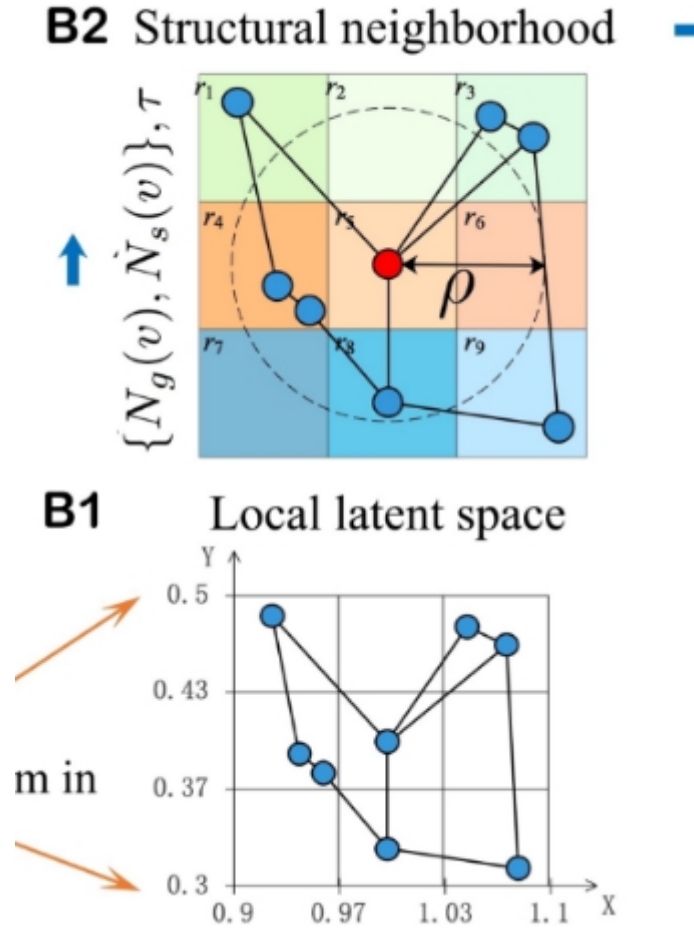 B2 Structural neighborhood
{N_g(v), N_s(v)}, τ
r₁ r₂ r₃
r₄ r₅ r₆
ρ
r₇ r₈ r₉
B1 Local latent space
Y
0.5
0.43
m in
0.37
0.3
0.9 0.97 1.03 1.1 X